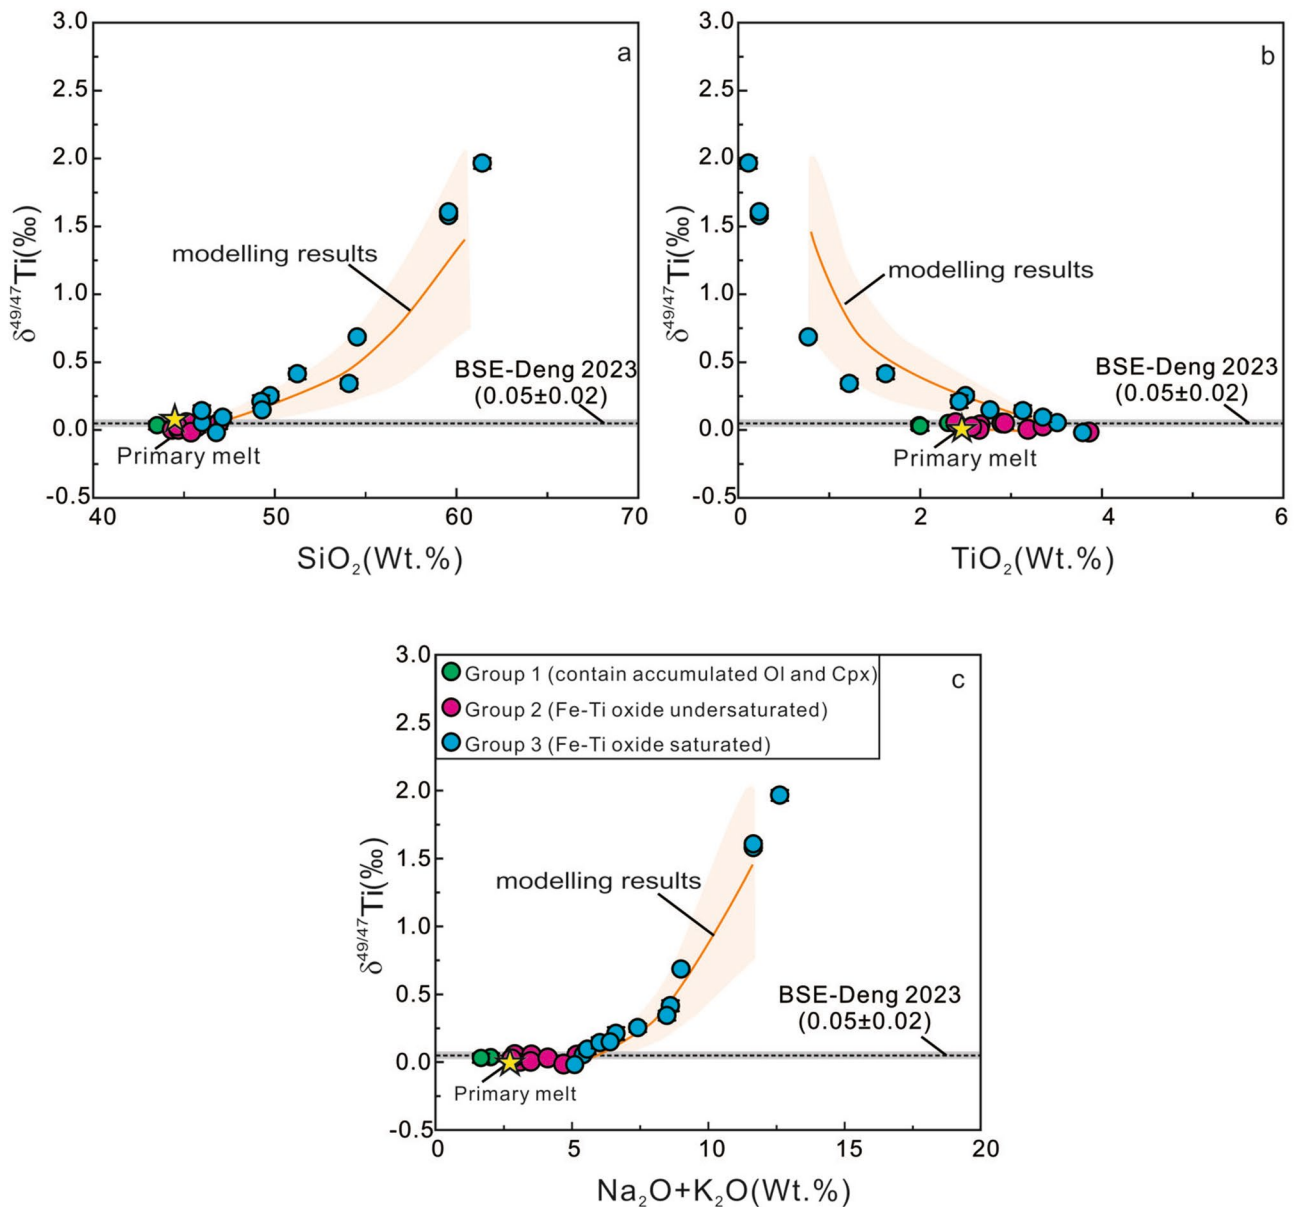 3.0
2.5
2.0
1.5
1.0
0.5
0.0
-0.5
δ49/47Ti(‰)
a
modelling results
BSE-Deng 2023
(0.05±0.02)
Primary melt
40 50 60 70
SiO2(Wt.%)
3.0
2.5
2.0
1.5
1.0
0.5
0.0
-0.5
δ49/47Ti(‰)
b
modelling results
BSE-Deng 2023
(0.05±0.02)
Primary melt
0 2 4 6
TiO2(Wt.%)
3.0
2.5
2.0
1.5
1.0
0.5
0.0
-0.5
δ49/47Ti(‰)
Group 1 (contain accumulated Ol and Cpx)
Group 2 (Fe-Ti oxide undersaturated)
Group 3 (Fe-Ti oxide saturated)
c
modelling results
BSE-Deng 2023
(0.05±0.02)
Primary melt
0 5 10 15 20
Na2O+K2O(Wt.%)